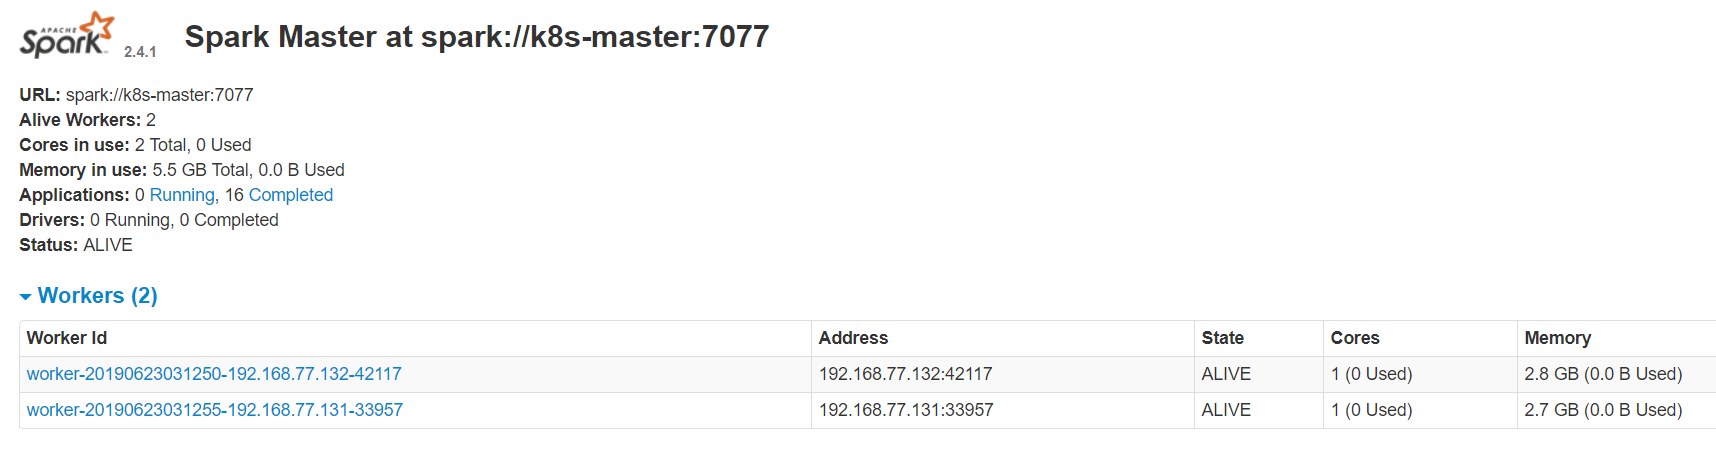 APACHE
Spark 2.4.1 Spark Master at spark://k8s-master:7077
URL: spark://k8s-master:7077
Alive Workers: 2
Cores in use: 2 Total, 0 Used
Memory in use: 5.5 GB Total, 0.0 B Used
Applications: 0 Running, 16 Completed
Drivers: 0 Running, 0 Completed
Status: ALIVE
Workers (2)
Worker Id Address State Cores Memory
worker-20190623031250-192.168.77.132-42117 192.168.77.132:42117 ALIVE 1 (0 Used) 2.8 GB (0.0 B Used)
worker-20190623031255-192.168.77.131-33957 192.168.77.131:33957 ALIVE 1 (0 Used) 2.7 GB (0.0 B Used)